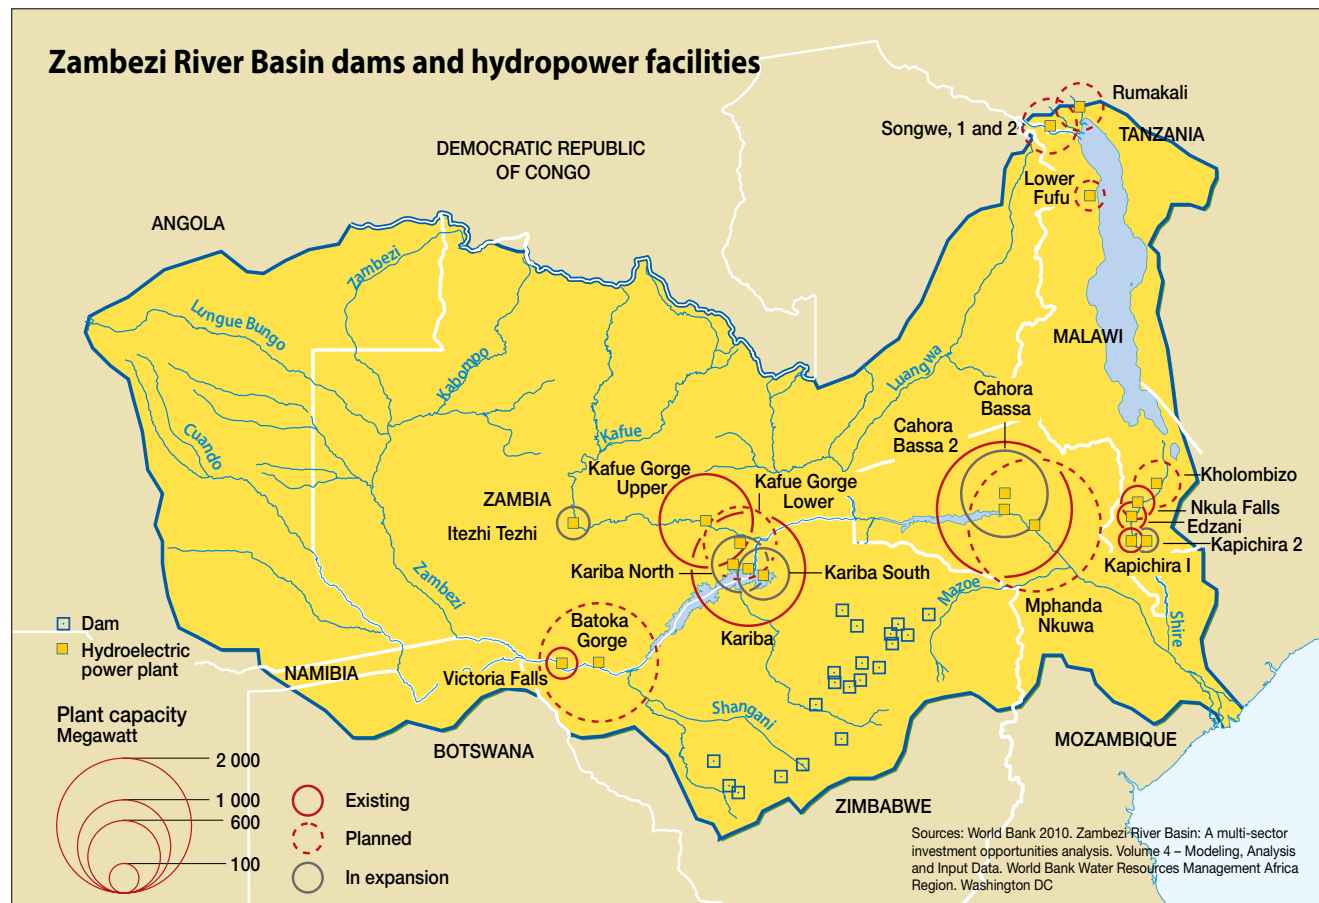 Zambezi River Basin dams and hydropower facilities
Rumakali
Songwe, 1 and 2
TANZANIA
DEMOCRATIC REPUBLIC
OF CONGO
Lower
Fufu
ANGOLA
Zambezi
Lungue Bungo
MALAWI
Kabompo
Luangwa
Cahora
Bassa
Cahora
Bassa 2
Cuando
Kafue
Kafue Gorge
Upper
Kafue Gorge
Lower
Kholombizo
ZAMBIA
Itezhi Tezhi
Nkula Falls
Edzani
Kapichira 2
Kapichira I
Kariba North
Kariba South
Zambezi
Mazoe
Mphanda
Nkuwa
Shire
Batoka
Gorge
Kariba
Dam
Hydroelectric
power plant
NAMIBIA
Victoria Falls
Shangani
Plant capacity
Megawatt
2 000
1 000
600
100
BOTSWANA
MOZAMBIQUE
ZIMBABWE
Existing
Planned
In expansion
Sources: World Bank 2010. Zambezi River Basin: A multi-sector
investment opportunities analysis. Volume 4 – Modeling, Analysis
and Input Data. World Bank Water Resources Management Africa
Region. Washington DC